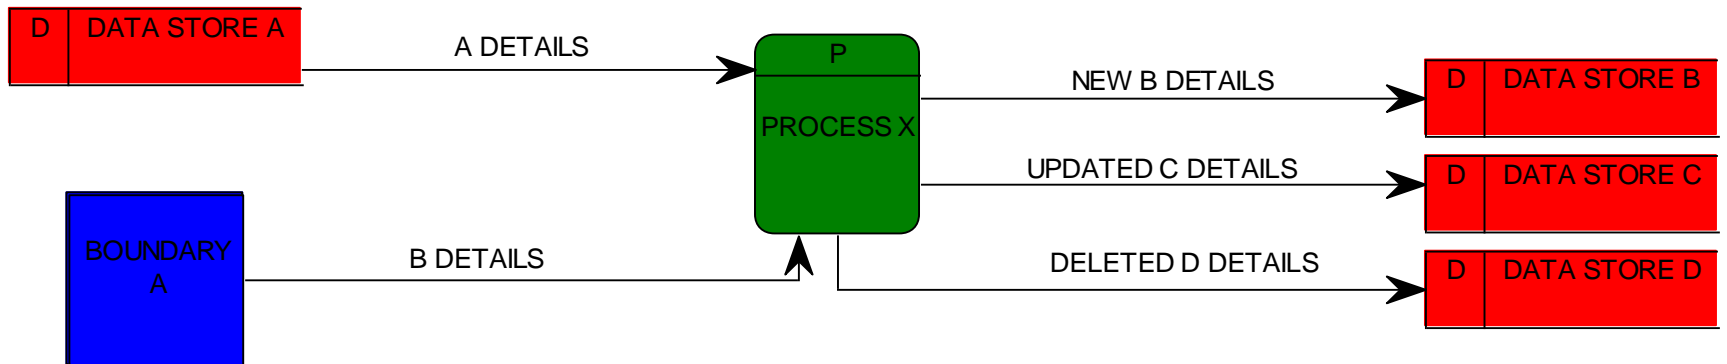 D DATA STORE A
A DETAILS
P
PROCESS X
NEW B DETAILS
D DATA STORE B
UPDATED C DETAILS
D DATA STORE C
BOUNDARY
A
B DETAILS
DELETED D DETAILS
D DATA STORE D